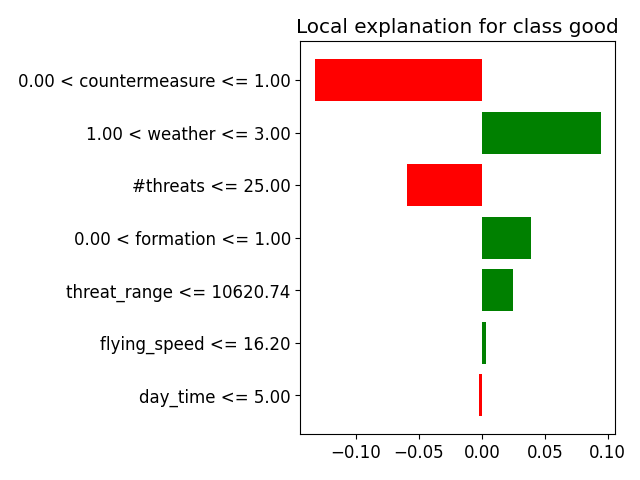 Local explanation for class good
0.00 < countermeasure <= 1.00
1.00 < weather <= 3.00
#threats <= 25.00
0.00 < formation <= 1.00
threat_range <= 10620.74
flying_speed <= 16.20
day_time <= 5.00
−0.10 −0.05 0.00 0.05 0.10